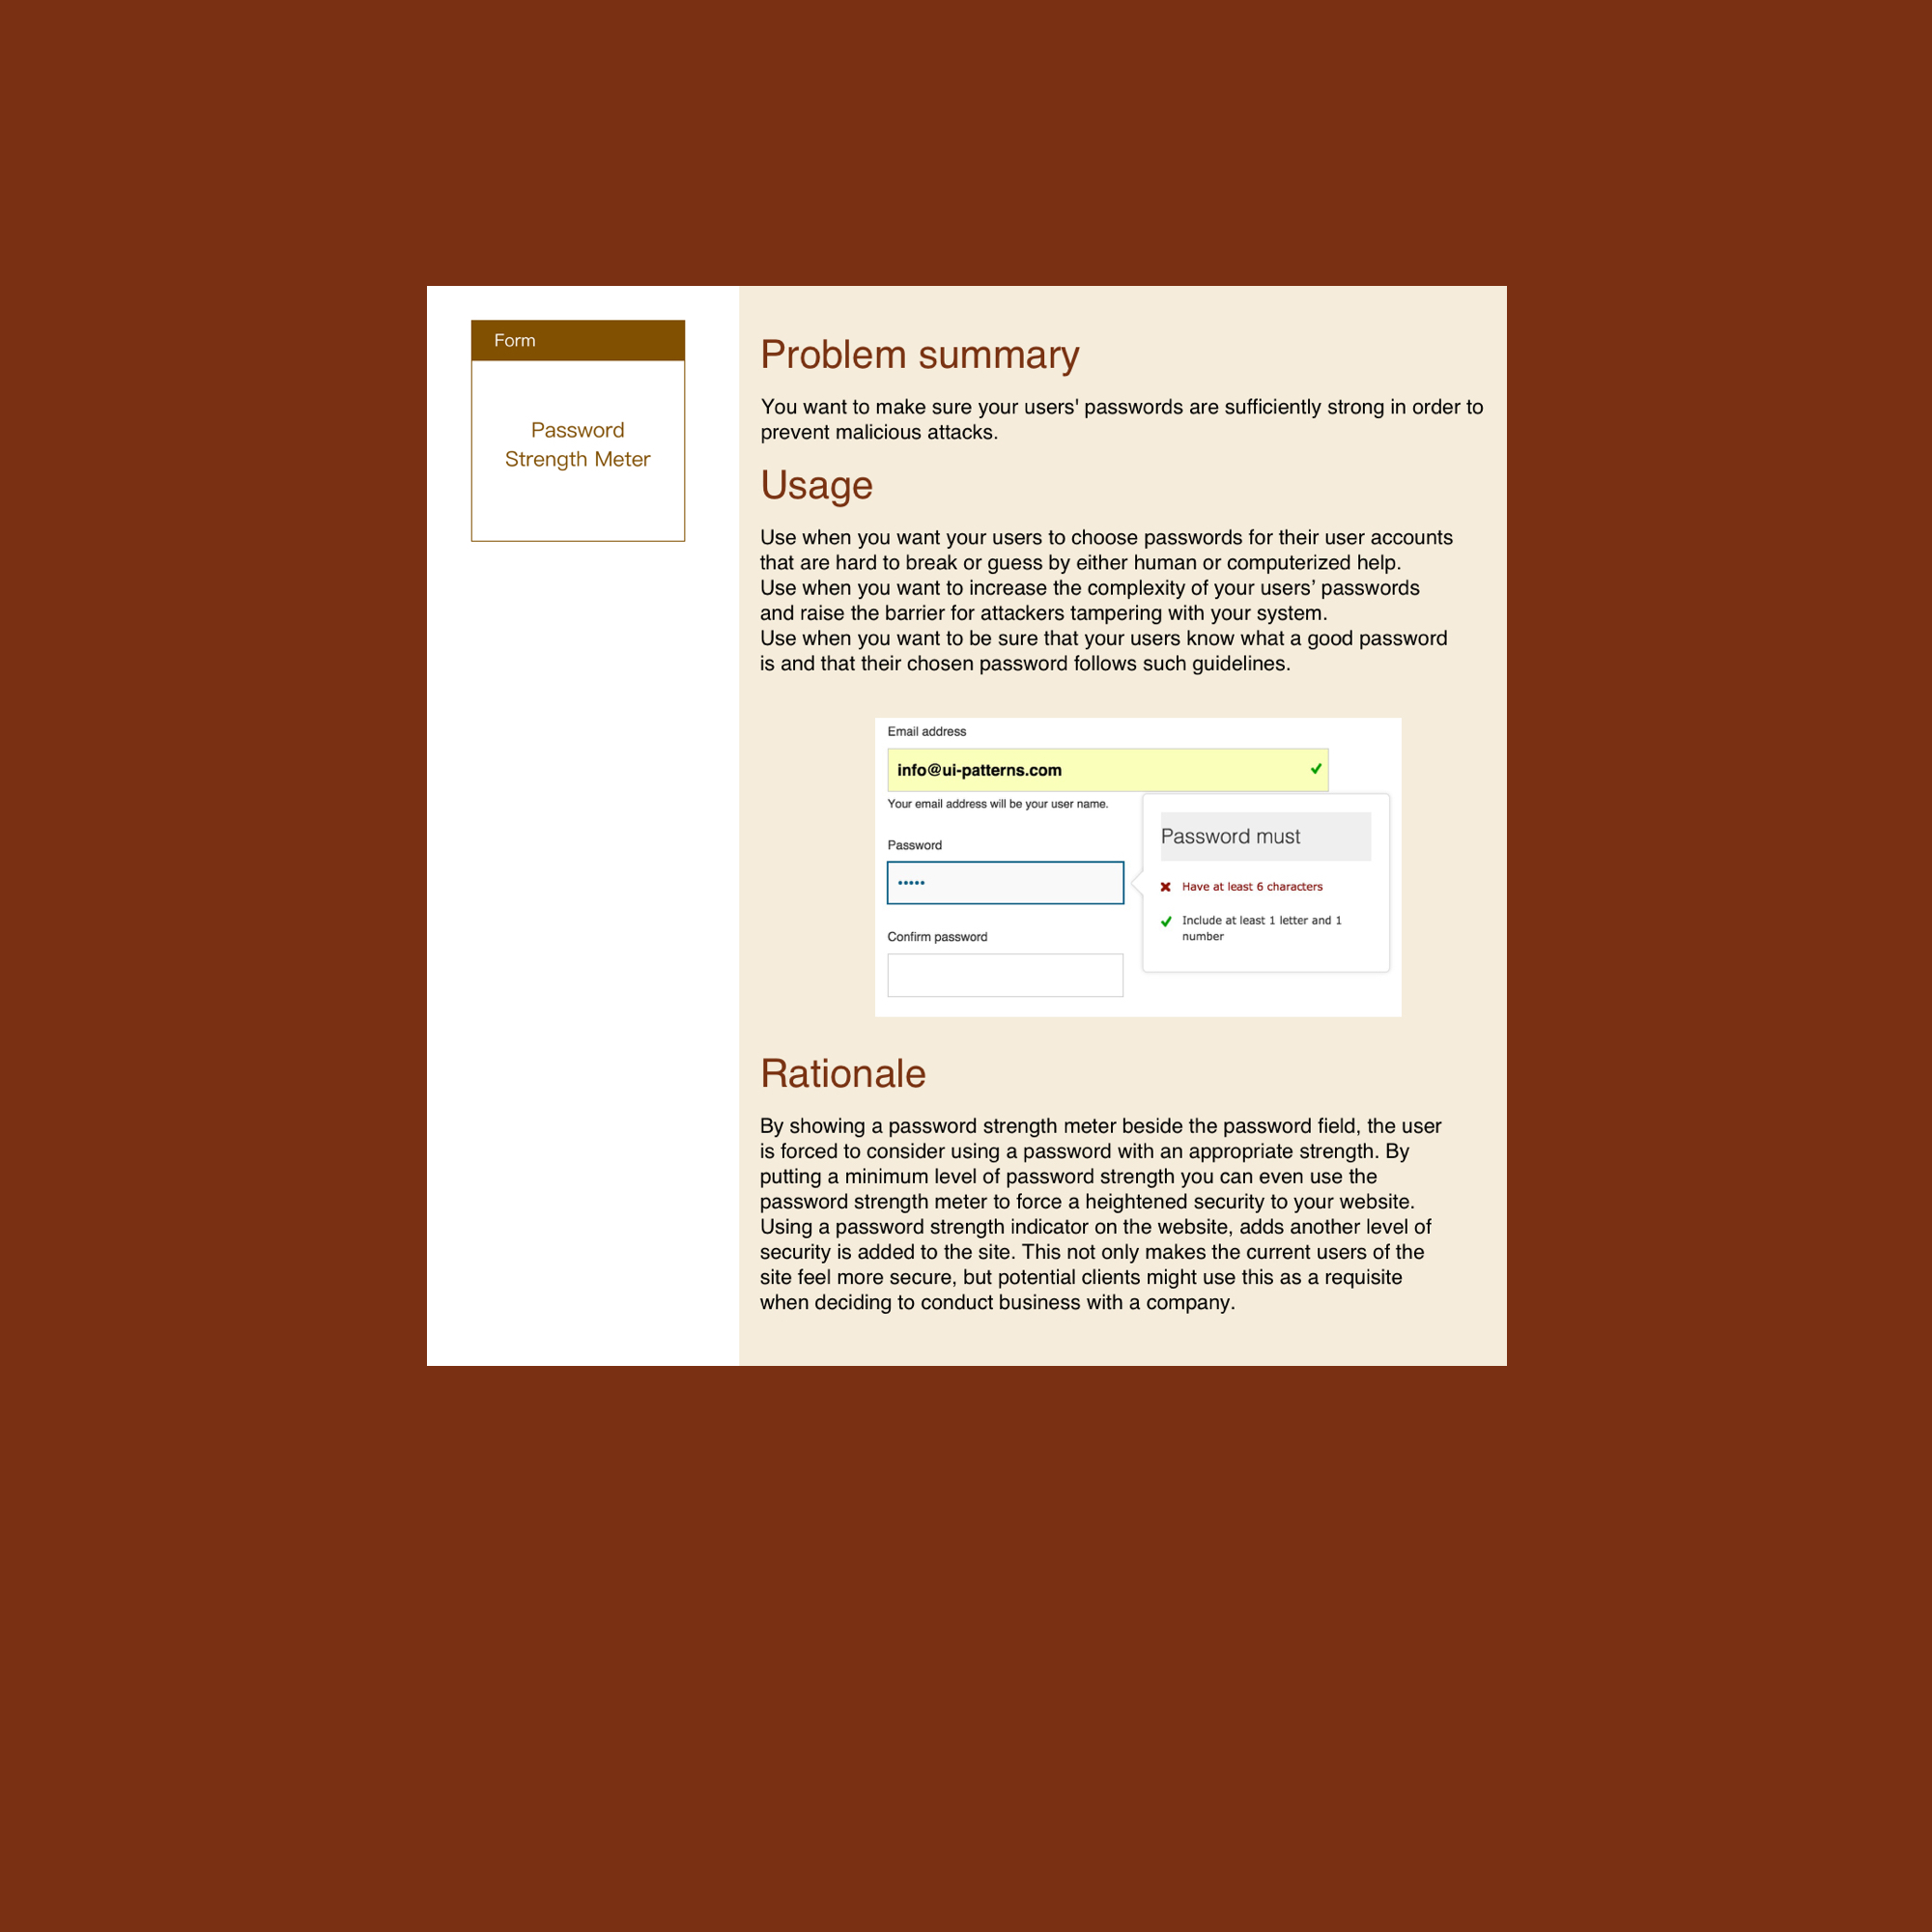 Form
Password
Strength Meter
Problem summary
You want to make sure your users' passwords are sufficiently strong in order to
prevent malicious attacks.
Usage
Use when you want your users to choose passwords for their user accounts
that are hard to break or guess by either human or computerized help.
Use when you want to increase the complexity of your users’ passwords
and raise the barrier for attackers tampering with your system.
Use when you want to be sure that your users know what a good password
is and that their chosen password follows such guidelines.
Email address
info@ui-patterns.com
Your email address will be your user name.
Password
•••••
Confirm password
Password must
Have at least 6 characters
Include at least 1 letter and 1
number
Rationale
By showing a password strength meter beside the password field, the user
is forced to consider using a password with an appropriate strength. By
putting a minimum level of password strength you can even use the
password strength meter to force a heightened security to your website.
Using a password strength indicator on the website, adds another level of
security is added to the site. This not only makes the current users of the
site feel more secure, but potential clients might use this as a requisite
when deciding to conduct business with a company.